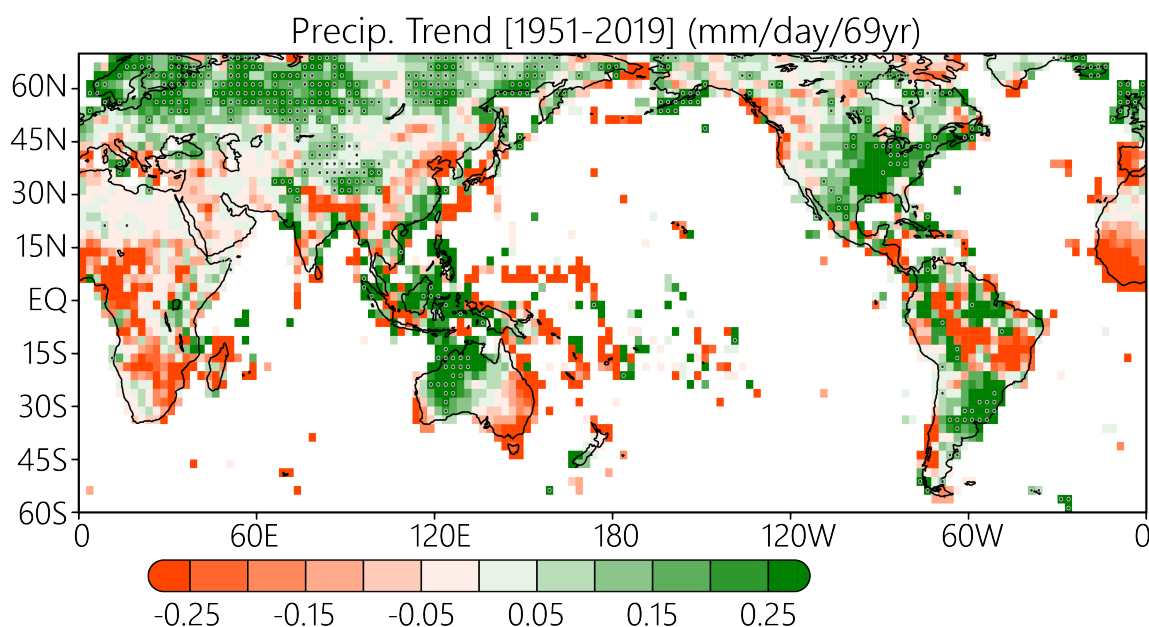 Precip. Trend [1951-2019] (mm/day/69yr)
60N
45N
30N
15N
EQ
15S
30S
45S
60S
0 60E 120E 180 120W 60W 0
-0.25 -0.15 -0.05 0.05 0.15 0.25